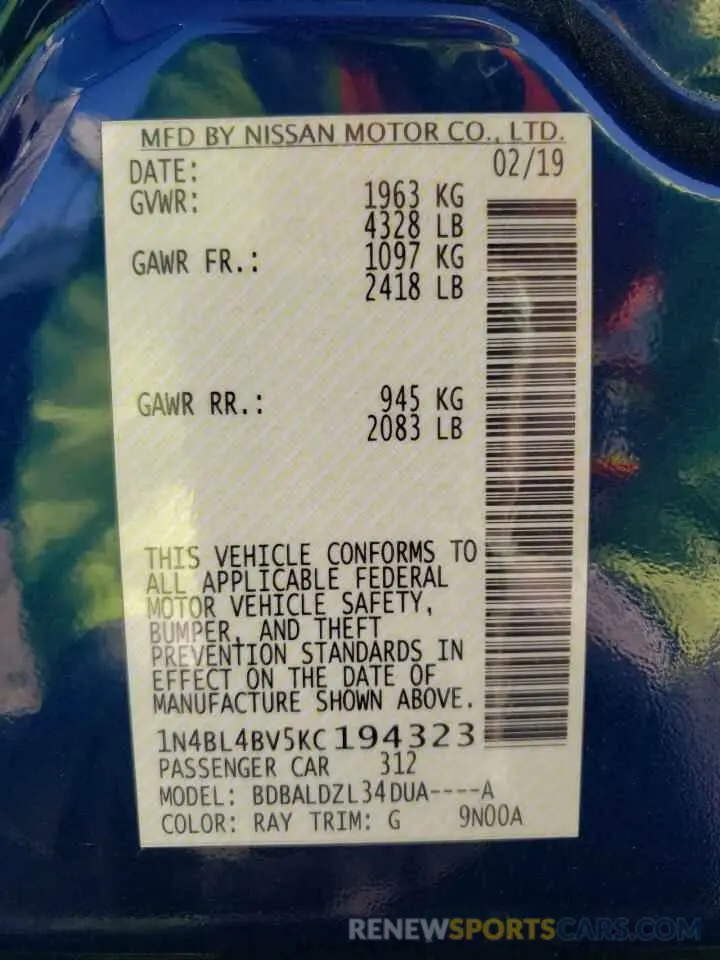 MFD BY NISSAN MOTOR CO., LTD.
DATE: 02/19
GVWR: 1963 KG
4328 LB
GAWR FR.: 1097 KG
2418 LB
GAWR RR.: 945 KG
2083 LB
THIS VEHICLE CONFORMS TO
ALL APPLICABLE FEDERAL
MOTOR VEHICLE SAFETY,
BUMPER, AND THEFT
PREVENTION STANDARDS IN
EFFECT ON THE DATE OF
MANUFACTURE SHOWN ABOVE.
1N4BL4BV5KC194323
PASSENGER CAR 312
MODEL: BDBALDZL34DUA----A
COLOR: RAY TRIM: G 9N00A
RENEWSPORTSCARS.COM